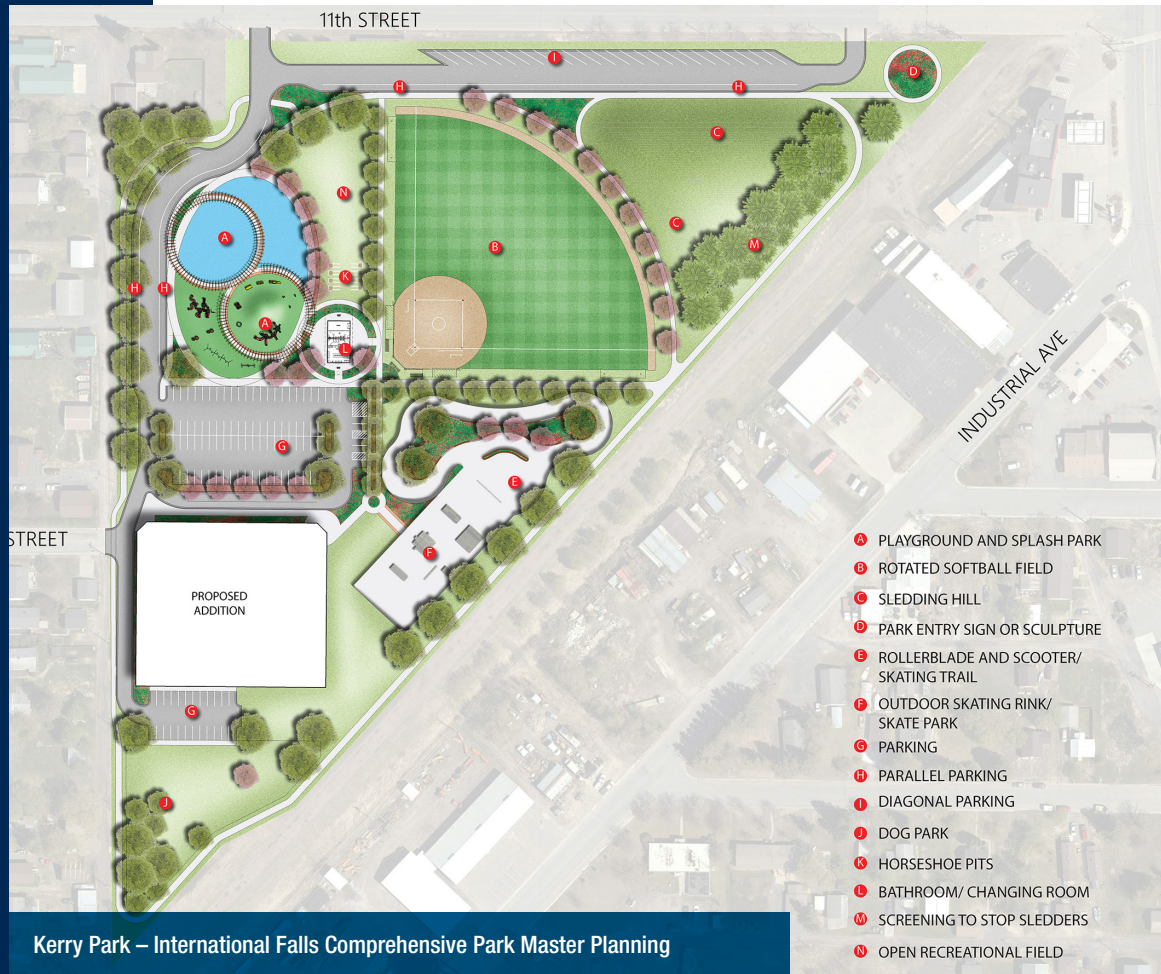 11th STREET
I
D
H
H
C
N
C
A
M
B
K
H
H
A
L
INDUSTRIAL AVE
G
E
STREET
F
PROPOSED
ADDITION
G
J
A PLAYGROUND AND SPLASH PARK
B ROTATED SOFTBALL FIELD
C SLEDDING HILL
D PARK ENTRY SIGN OR SCULPTURE
E ROLLERBLADE AND SCOOTER/
SKATING TRAIL
F OUTDOOR SKATING RINK/
SKATE PARK
G PARKING
H PARALLEL PARKING
I DIAGONAL PARKING
J DOG PARK
K HORSESHOE PITS
L BATHROOM/ CHANGING ROOM
M SCREENING TO STOP SLEDDERS
N OPEN RECREATIONAL FIELD
Kerry Park – International Falls Comprehensive Park Master Planning